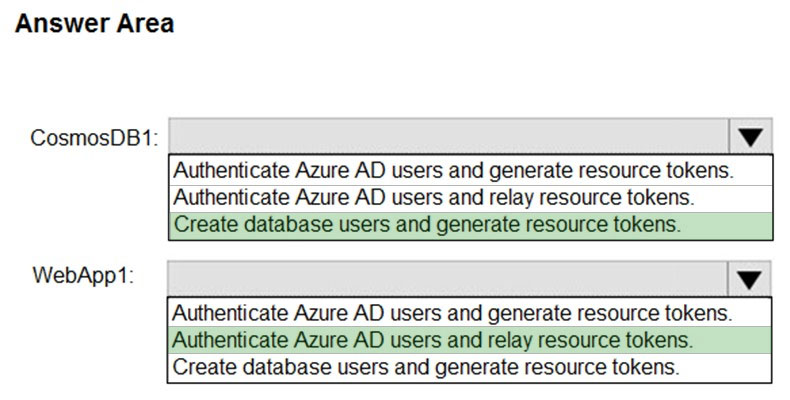 Answer Area
CosmosDB1:
Authenticate Azure AD users and generate resource tokens.
Authenticate Azure AD users and relay resource tokens.
Create database users and generate resource tokens.
WebApp1:
Authenticate Azure AD users and generate resource tokens.
Authenticate Azure AD users and relay resource tokens.
Create database users and generate resource tokens.